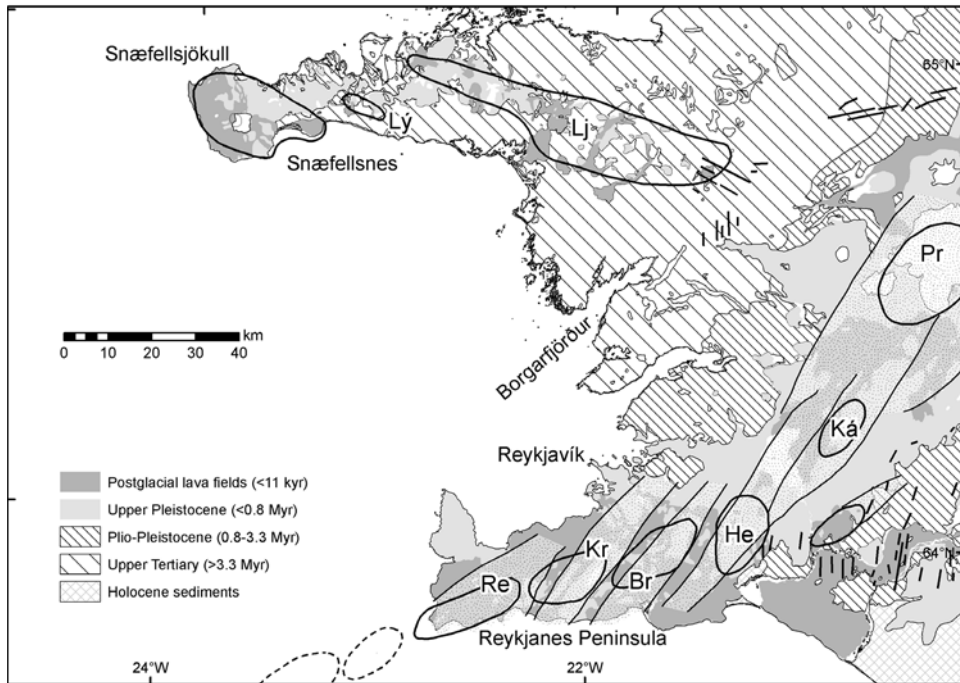 Snæfellsjökull
65°N
Lý
Lj
Snæfellsnes
Pr
km
0 10 20 30 40
Borgarfjörður
Ká
Reykjavík
Postglacial lava fields (<11 kyr)
Upper Pleistocene (<0.8 Myr)
Plio-Pleistocene (0.8-3.3 Myr)
Upper Tertiary (>3.3 Myr)
Holocene sediments
He
Kr
64°N
Re
Br
Reykjanes Peninsula
24°W
22°W